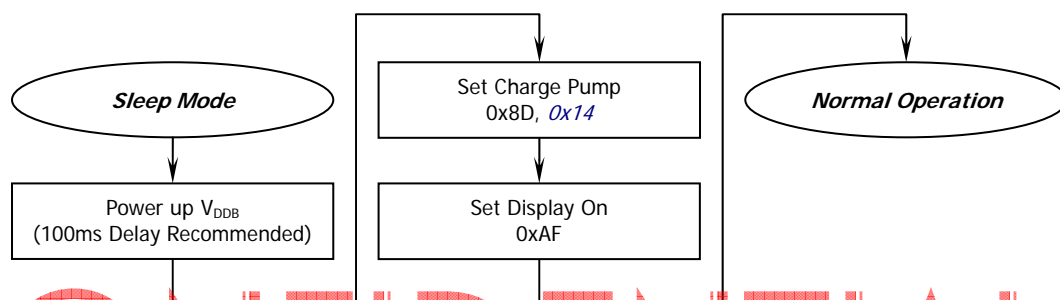 Sleep Mode
Power up VDDB
(100ms Delay Recommended)
Set Charge Pump
0x8D, 0x14
Set Display On
0xAF
Normal Operation